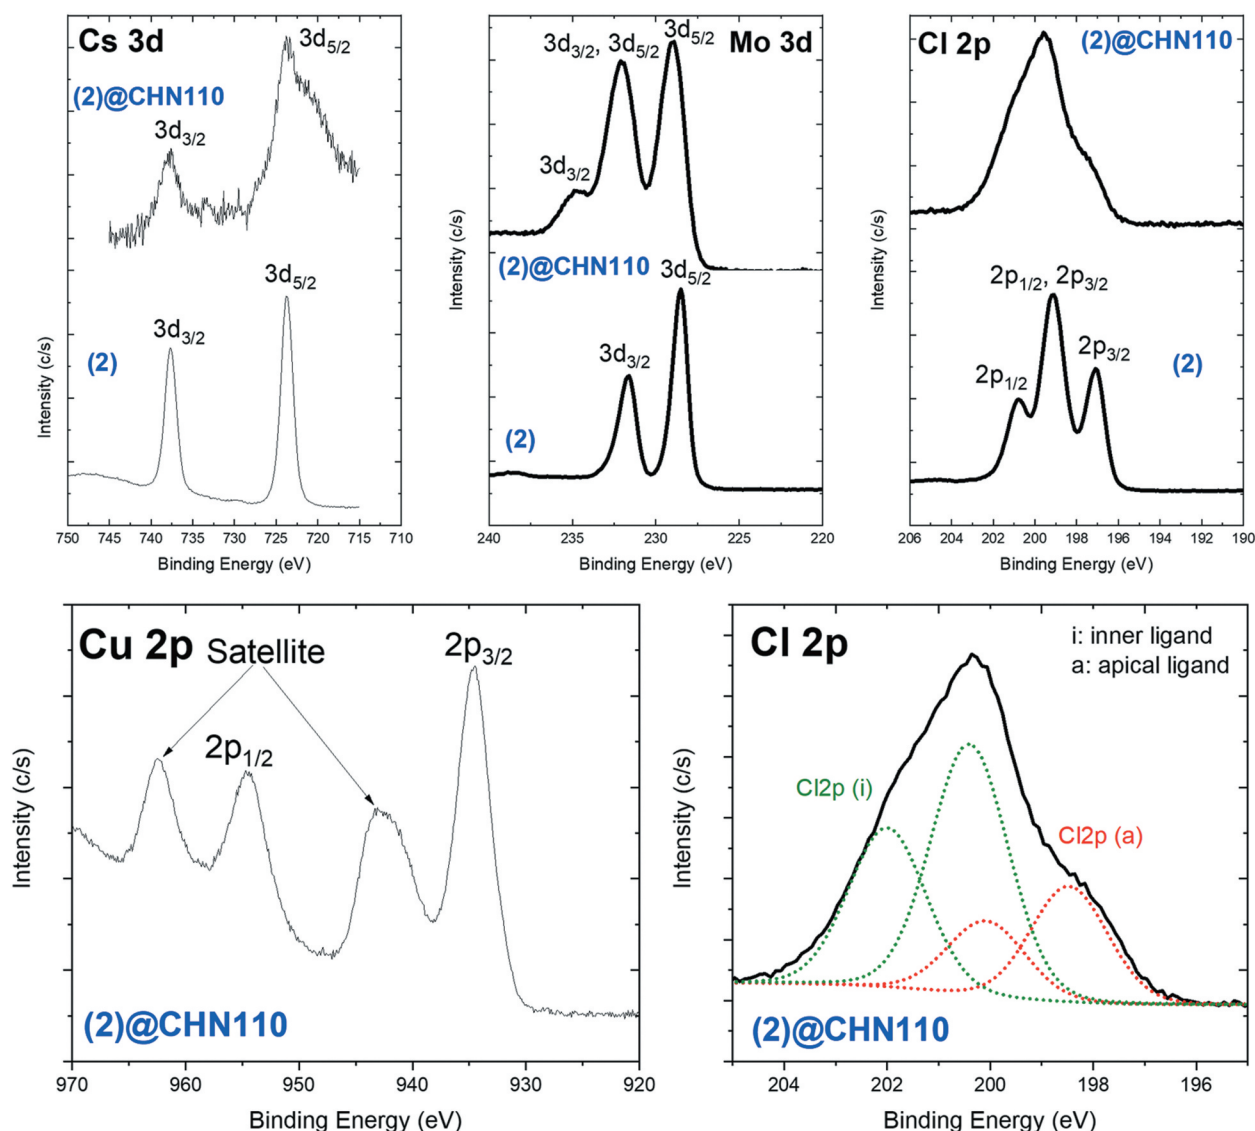 Cs 3d
3d5/2
(2)@CHN110
3d3/2
3d5/2
3d3/2
(2)
Intensity (c/s)
750 745 740 735 730 725 720 715 710
Binding Energy (eV)
3d5/2
3d3/2, 3d5/2
Mo 3d
3d3/2
(2)@CHN110
3d5/2
3d3/2
(2)
Intensity (c/s)
240 235 230 225 220
Binding Energy (eV)
Cl 2p
(2)@CHN110
2p1/2, 2p3/2
2p3/2
2p1/2
(2)
Intensity (c/s)
206 204 202 200 198 196 194 192 190
Binding Energy (eV)
Cu 2p
Satellite
2p3/2
2p1/2
(2)@CHN110
Intensity (c/s)
970 960 950 940 930 920
Binding Energy (eV)
Cl 2p
i: inner ligand
a: apical ligand
Cl2p (i)
Cl2p (a)
(2)@CHN110
Intensity (c/s)
204 202 200 198 196
Binding Energy (eV)